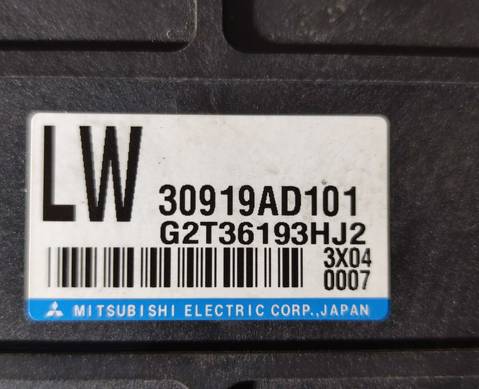 LW 30919AD101
G2T36193HJ2
3X04
0007
MITSUBISHI ELECTRIC CORP.,JAPAN